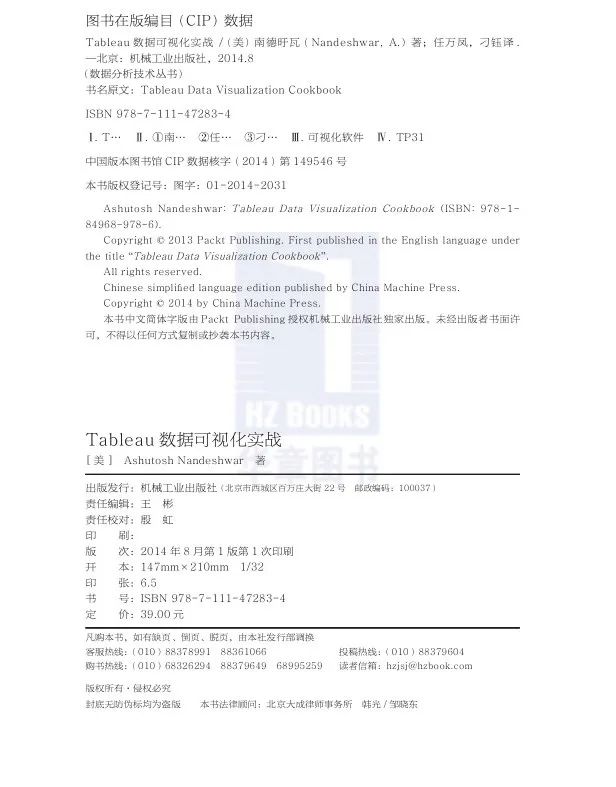 图书在版编目（CIP）数据
Tableau 数据可视化实战 /（美）南德旴瓦（Nandeshwar, A.）著；任万凤，刁钰译 .
—北京：机械工业出版社，2014.8
（数据分析技术丛书）
书名原文：Tableau Data Visualization Cookbook
ISBN 978-7-111-47283-4
Ⅰ. T… Ⅱ. ①南… ②任… ③刁… Ⅲ. 可视化软件 Ⅳ. TP31
中国版本图书馆 CIP 数据核字（2014）第 149546 号
本书版权登记号：图字：01-2014-2031
Ashutosh Nandeshwar: Tableau Data Visualization Cookbook (ISBN: 978-1-
84968-978-6).
Copyright © 2013 Packt Publishing. First published in the English language under
the title “Tableau Data Visualization Cookbook”.
All rights reserved.
Chinese simplified language edition published by China Machine Press.
Copyright © 2014 by China Machine Press.
本书中文简体字版由 Packt Publishing 授权机械工业出版社独家出版。未经出版者书面许
可，不得以任何方式复制或抄袭本书内容。
HZ BOOKS
华章图书
Tableau 数据可视化实战
［美］ Ashutosh Nandeshwar 著
出版发行：机械工业出版社（北京市西城区百万庄大街 22 号 邮政编码：100037）
责任编辑：王 彬
责任校对：殷 虹
印 刷：
版 次：2014 年 8 月第 1 版第 1 次印刷
开 本：147mm×210mm 1/32
印 张：6.5
书 号：ISBN 978-7-111-47283-4
定 价：39.00 元
凡购本书，如有缺页、倒页、脱页，由本社发行部调换
客服热线：（010）88378991 88361066 投稿热线：（010）88379604
购书热线：（010）68326294 88379649 68995259 读者信箱：hzjsj@hzbook.com
版权所有·侵权必究
封底无防伪标均为盗版 本书法律顾问：北京大成律师事务所 韩光 / 邹晓东